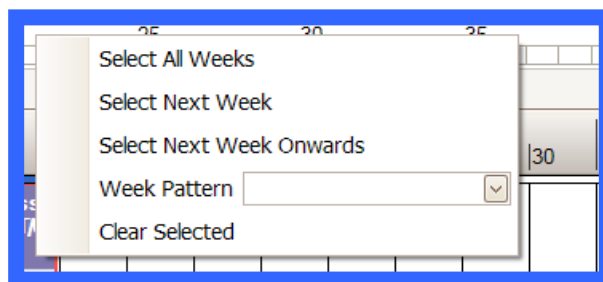 25 30 35
Select All Weeks
Select Next Week
Select Next Week Onwards
30
Week Pattern
Clear Selected